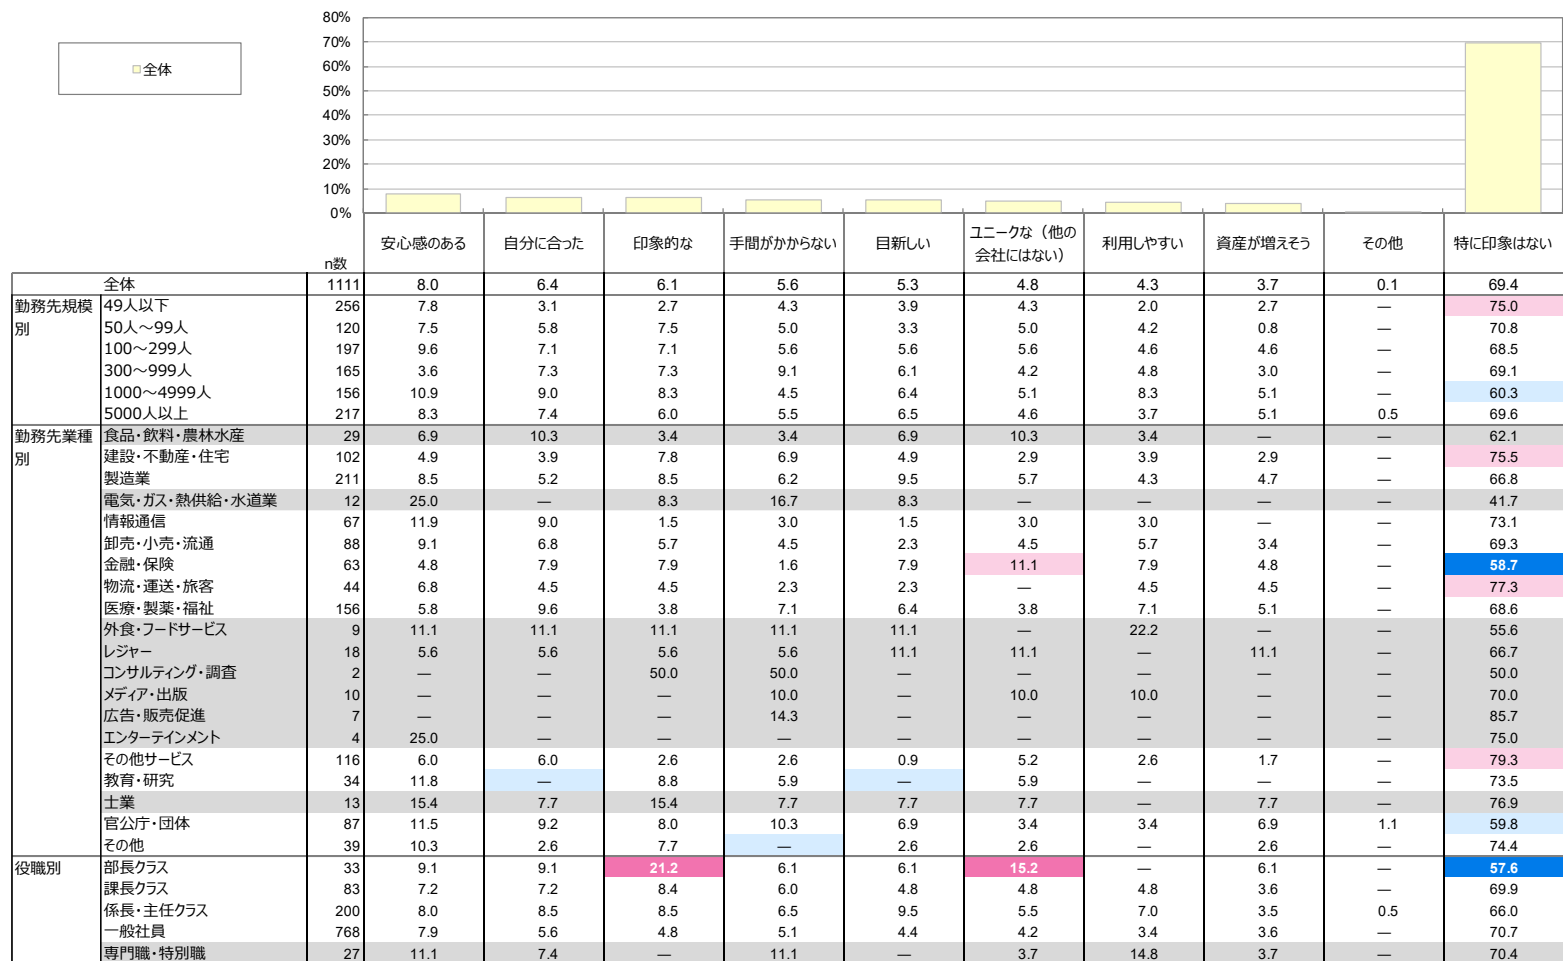 80%
70%
60%
50%
40%
30%
20%
10%
0%
全体
n数 安心感のある 自分に合った 印象的な 手間がかからない 目新しい ユニークな（他の会社にはない） 利用しやすい 資産が増えそう その他 特に印象はない
全体 1111 8.0 6.4 6.1 5.6 5.3 4.8 4.3 3.7 0.1 69.4
勤務先規模別 49人以下 256 7.8 3.1 2.7 4.3 3.9 4.3 2.0 2.7 — 75.0
50人～99人 120 7.5 5.8 7.5 5.0 3.3 5.0 4.2 0.8 — 70.8
100～299人 197 9.6 7.1 7.1 5.6 5.6 5.6 4.6 4.6 — 68.5
300～999人 165 3.6 7.3 7.3 9.1 6.1 4.2 4.8 3.0 — 69.1
1000～4999人 156 10.9 9.0 8.3 4.5 6.4 5.1 8.3 5.1 — 60.3
5000人以上 217 8.3 7.4 6.0 5.5 6.5 4.6 3.7 5.1 0.5 69.6
勤務先業種別 食品・飲料・農林水産 29 6.9 10.3 3.4 3.4 6.9 10.3 3.4 — — 62.1
建設・不動産・住宅 102 4.9 3.9 7.8 6.9 4.9 2.9 3.9 2.9 — 75.5
製造業 211 8.5 5.2 8.5 6.2 9.5 5.7 4.3 4.7 — 66.8
電気・ガス・熱供給・水道業 12 25.0 — 8.3 16.7 8.3 — — — — 41.7
情報通信 67 11.9 9.0 1.5 3.0 1.5 3.0 3.0 — — 73.1
卸売・小売・流通 88 9.1 6.8 5.7 4.5 2.3 4.5 5.7 3.4 — 69.3
金融・保険 63 4.8 7.9 7.9 1.6 7.9 11.1 7.9 4.8 — 58.7
物流・運送・旅客 44 6.8 4.5 4.5 2.3 2.3 — 4.5 4.5 — 77.3
医療・製薬・福祉 156 5.8 9.6 3.8 7.1 6.4 3.8 7.1 5.1 — 68.6
外食・フードサービス 9 11.1 11.1 11.1 11.1 11.1 — 22.2 — — 55.6
レジャー 18 5.6 5.6 5.6 5.6 11.1 11.1 — 11.1 — 66.7
コンサルティング・調査 2 — — 50.0 50.0 — — — — — 50.0
メディア・出版 10 — — — 10.0 — 10.0 10.0 — — 70.0
広告・販売促進 7 — — — 14.3 — — — — — 85.7
エンターテインメント 4 25.0 — — — — — — — — 75.0
その他サービス 116 6.0 6.0 2.6 2.6 0.9 5.2 2.6 1.7 — 79.3
教育・研究 34 11.8 — 8.8 5.9 — 5.9 — — — 73.5
士業 13 15.4 7.7 15.4 7.7 7.7 7.7 — 7.7 — 76.9
官公庁・団体 87 11.5 9.2 8.0 10.3 6.9 3.4 3.4 6.9 1.1 59.8
その他 39 10.3 2.6 7.7 — 2.6 2.6 — 2.6 — 74.4
役職別 部長クラス 33 9.1 9.1 21.2 6.1 6.1 15.2 — 6.1 — 57.6
課長クラス 83 7.2 7.2 8.4 6.0 4.8 4.8 4.8 3.6 — 69.9
係長・主任クラス 200 8.0 8.5 8.5 6.5 9.5 5.5 7.0 3.5 0.5 66.0
一般社員 768 7.9 5.6 4.8 5.1 4.4 4.2 3.4 3.6 — 70.7
専門職・特別職 27 11.1 7.4 — 11.1 — 3.7 14.8 3.7 — 70.4